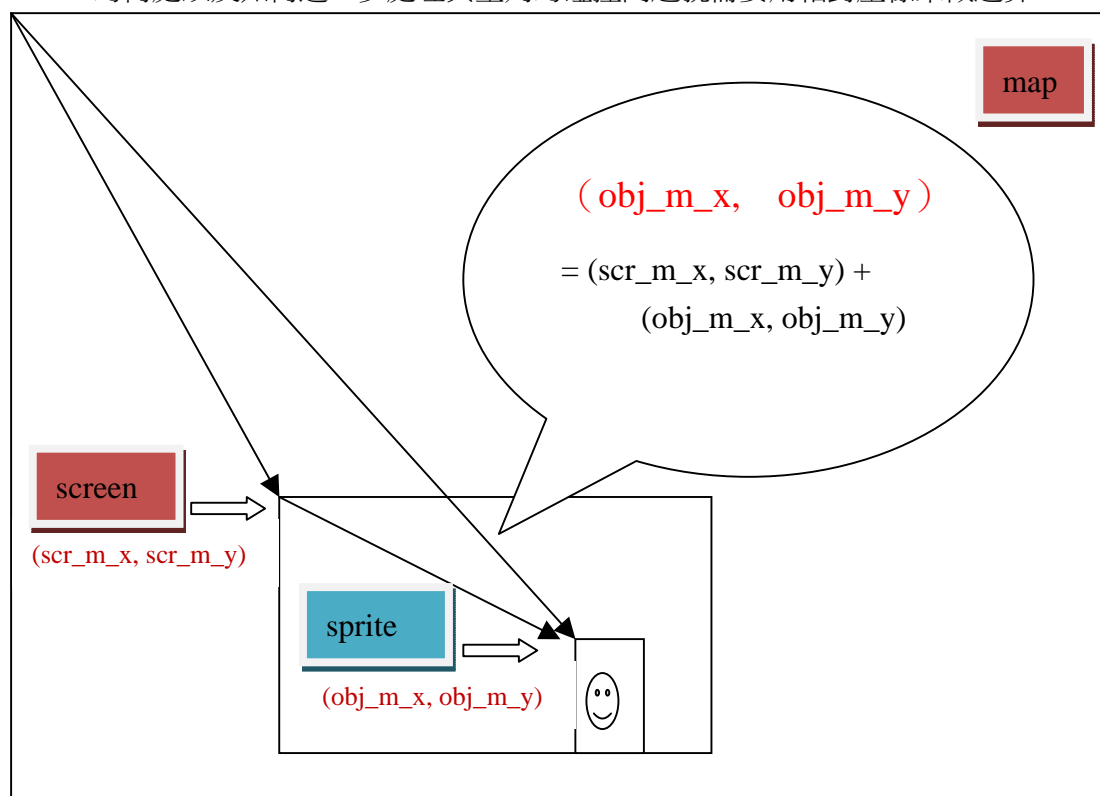 map
（obj_m_x, obj_m_y）
= (scr_m_x, scr_m_y) +
(obj_m_x, obj_m_y)
screen
(scr_m_x, scr_m_y)
sprite
(obj_m_x, obj_m_y)